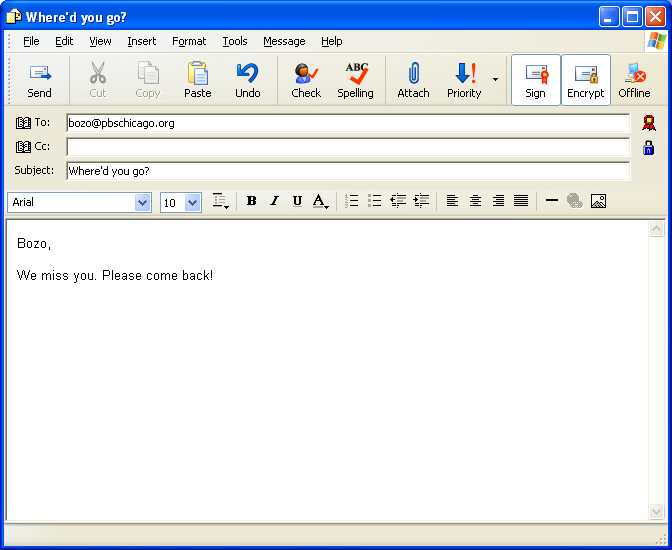 Where'd you go?
File Edit View Insert Format Tools Message Help
Send Cut Copy Paste Undo Check ABC Spelling Attach Priority Sign Encrypt Offline
To: bozo@pbschicago.org
Cc:
Subject: Where'd you go?
Arial 10 B I U A
Bozo,
We miss you. Please come back!